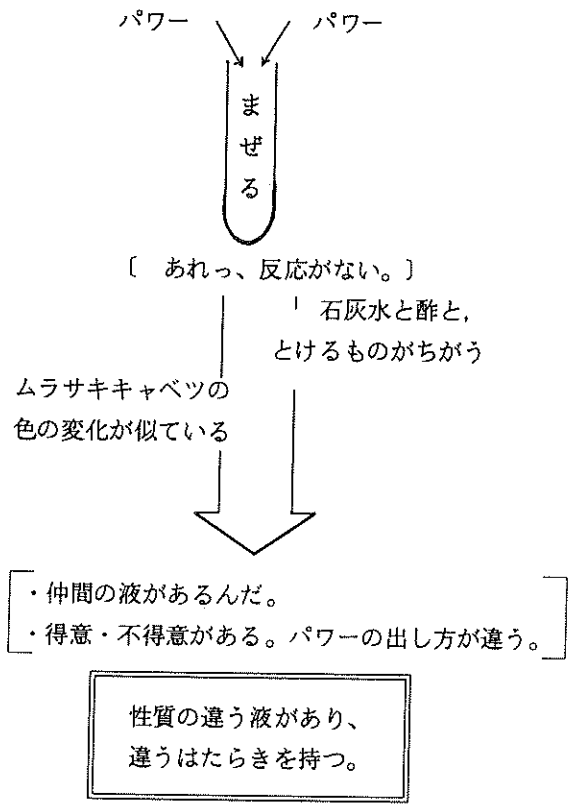 パワー　パワー
まぜる
〔　あれっ、反応がない。〕
石灰水と酢と,
とけるものがちがう
ムラサキキャベツの
色の変化が似ている
・仲間の液があるんだ。
・得意・不得意がある。パワーの出し方が違う。
性質の違う液があり、
違うはたらきを持つ。